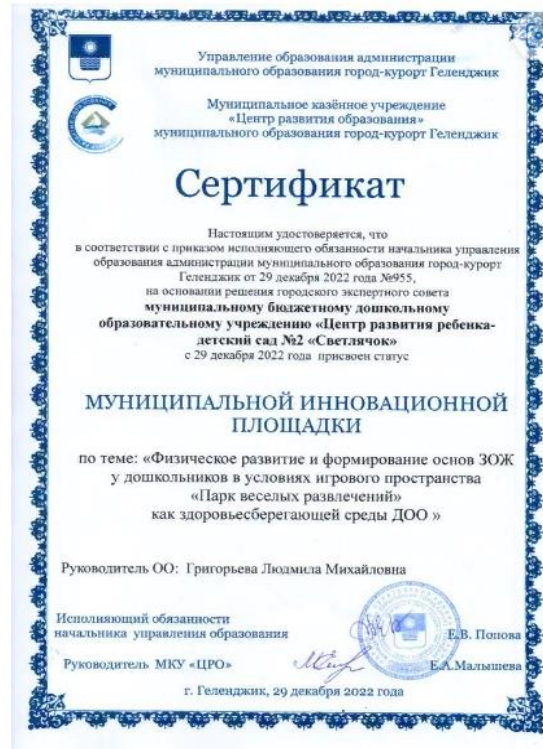 Управление образования администрации
муниципального образования город-курорт Геленджик
Муниципальное казённое учреждение
«Центр развития образования»
муниципального образования город-курорт Геленджик
Сертификат
Настоящим удостоверяется, что
в соответствии с приказом исполняющего обязанности начальника управления
образования администрации муниципального образования город-курорт
Геленджик от 29 декабря 2022 года №955,
на основании решения городского экспертного совета
муниципальному бюджетному дошкольному
образовательному учреждению «Центр развития ребенка-
детский сад №2 «Светлячок»
с 29 декабря 2022 года присвоен статус
МУНИЦИПАЛЬНОЙ ИННОВАЦИОННОЙ
ПЛОЩАДКИ
по теме: «Физическое развитие и формирование основ ЗОЖ
у дошкольников в условиях игрового пространства
«Парк веселых развлечений»
как здоровьесберегающей среды ДОО »
Руководитель ОО: Григорьева Людмила Михайловна
Исполняющий обязанности
начальника управления образования
Е.В. Попова
Руководитель МКУ «ЦРО»
Е.А.Малышева
г. Геленджик, 29 декабря 2022 года